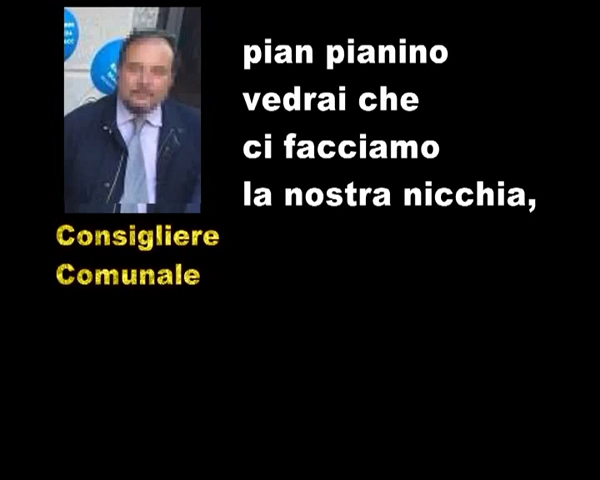 pian pianino
vedrai che
ci facciamo
la nostra nicchia,
Consigliere
Comunale